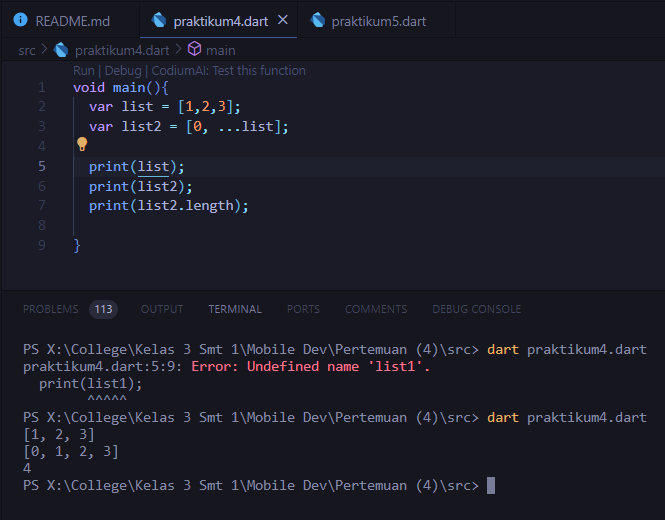 README.md praktikum4.dart praktikum5.dart
src > praktikum4.dart > main
Run | Debug | CodiumAI: Test this function
1 void main(){
2 var list = [1,2,3];
3 var list2 = [0, ...list];
4
5 print(list);
6 print(list2);
7 print(list2.length);
8
9 }
PROBLEMS 113 OUTPUT TERMINAL PORTS COMMENTS DEBUG CONSOLE
PS X:\College\Kelas 3 Smt 1\Mobile Dev\Pertemuan (4)\src> dart praktikum4.dart
praktikum4.dart:5:9: Error: Undefined name 'list1'.
print(list1);
^^^^^
PS X:\College\Kelas 3 Smt 1\Mobile Dev\Pertemuan (4)\src> dart praktikum4.dart
[1, 2, 3]
[0, 1, 2, 3]
4
PS X:\College\Kelas 3 Smt 1\Mobile Dev\Pertemuan (4)\src>